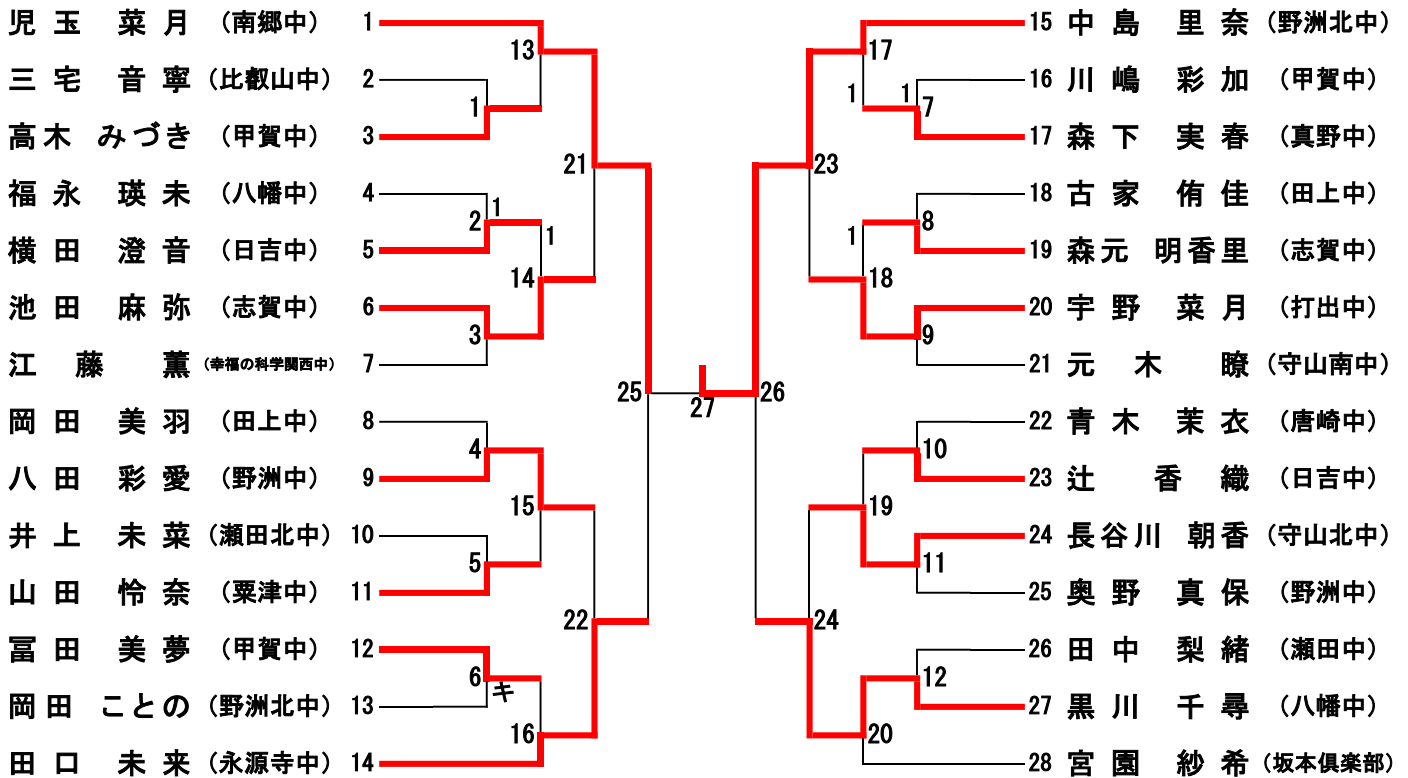 児玉 菜月 （南郷中） 1
三宅 音寧 （比叡山中） 2
高木 みづき （甲賀中） 3
福永 瑛未 （八幡中） 4
横田 澄音 （日吉中） 5
池田 麻弥 （志賀中） 6
江藤 薫 （幸福の科学関西中） 7
岡田 美羽 （田上中） 8
八田 彩愛 （野洲中） 9
井上 未菜 （瀬田北中） 10
山田 怜奈 （粟津中） 11
冨田 美夢 （甲賀中） 12
岡田 ことの （野洲北中） 13
田口 未来 （永源寺中） 14
13
1
21
2 1
1
14
3
25
4
15
5
22
6 キ
16
27
26
17
1 1 7
23
8
1
18
9
10
19
11
24
12
20
15 中島 里奈 （野洲北中）
16 川嶋 彩加 （甲賀中）
17 森下 実春 （真野中）
18 古家 侑佳 （田上中）
19 森元 明香里 （志賀中）
20 宇野 菜月 （打出中）
21 元木 瞭 （守山南中）
22 青木 茉衣 （唐崎中）
23 辻 香織 （日吉中）
24 長谷川 朝香 （守山北中）
25 奥野 真保 （野洲中）
26 田中 梨緒 （瀬田中）
27 黒川 千尋 （八幡中）
28 宮園 紗希 （坂本倶楽部）